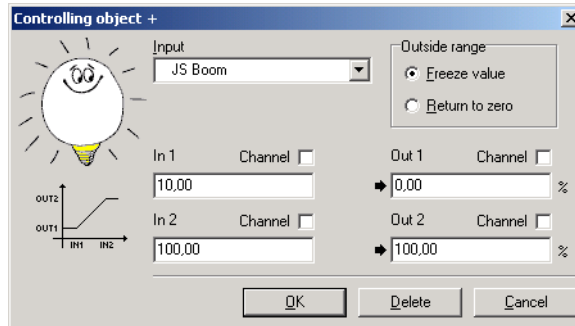 Controlling object +
Input
JS Boom
Outside range
Freeze value
Return to zero
In 1 Channel
Out 1 Channel
10,00
0,00 %
In 2 Channel
Out 2 Channel
100,00
100,00 %
OUT2
OUT1
IN1 IN2
OK Delete Cancel